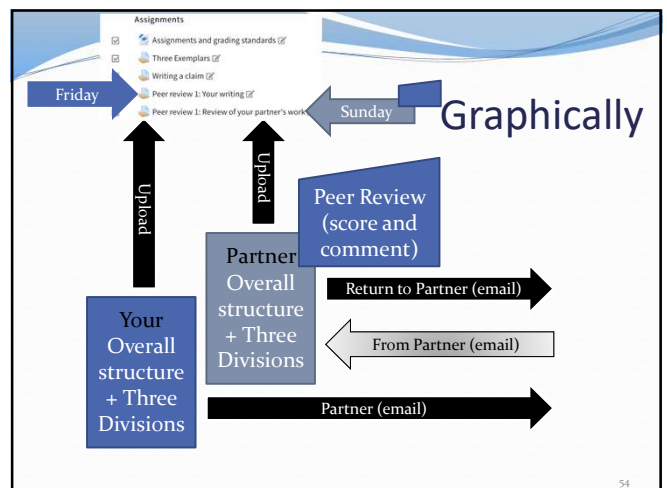 Assignments
Assignments and grading standards
Three Exemplars
Writing a claim
Friday
Peer review 1: Your writing
Peer review 1: Review of your partner's work
Sunday
Graphically
Upload
Upload
Peer Review
(score and
comment)
Partner
Overall
structure
+ Three
Divisions
Return to Partner (email)
Your
Overall
structure
+ Three
Divisions
From Partner (email)
Partner (email)
54